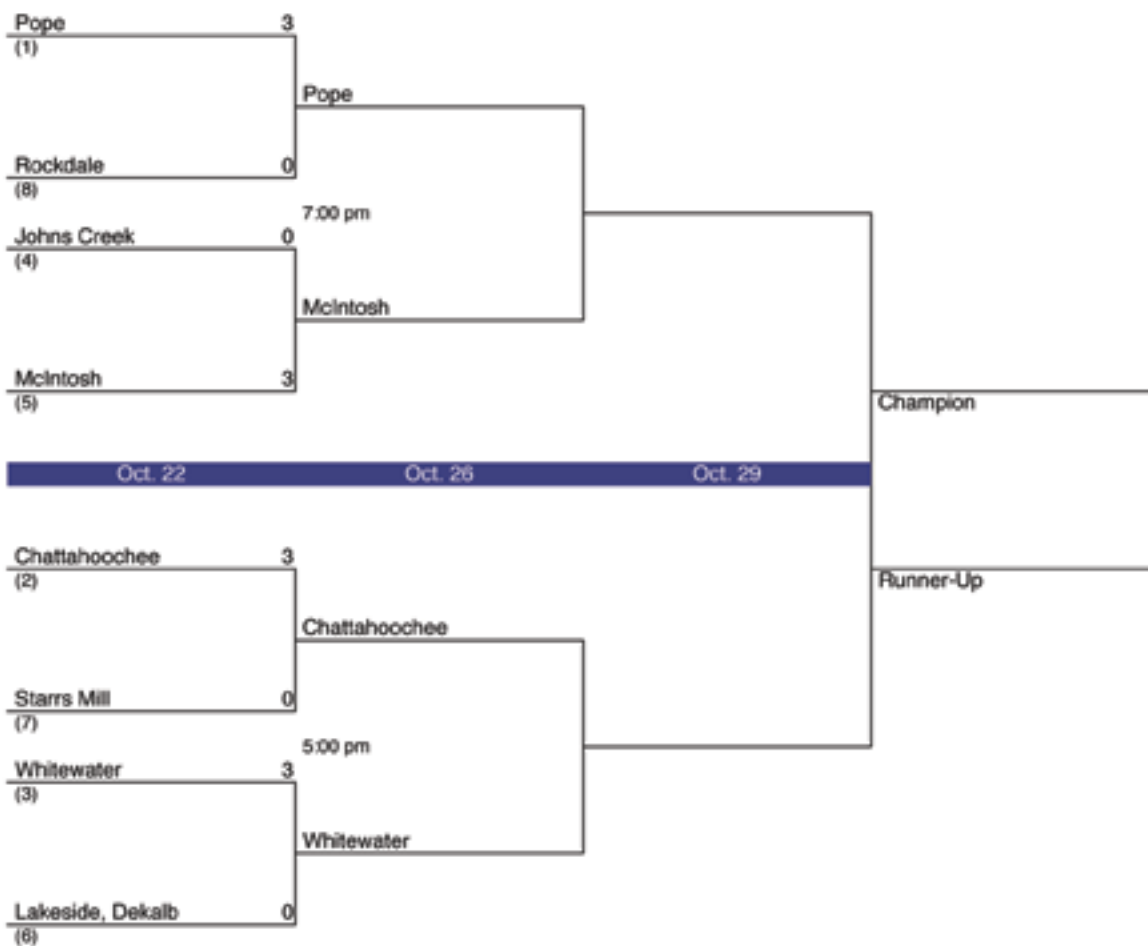 Pope 3
(1)
Pope
Rockdale 0
(8)
7:00 pm
Johns Creek 0
(4)
McIntosh
McIntosh 3
(5)
Champion
Oct. 22 Oct. 26 Oct. 29
Chattahoochee 3
(2)
Runner-Up
Chattahoochee
Starrs Mill 0
(7)
5:00 pm
Whitewater 3
(3)
Whitewater
Lakeside, Dekalb 0
(6)